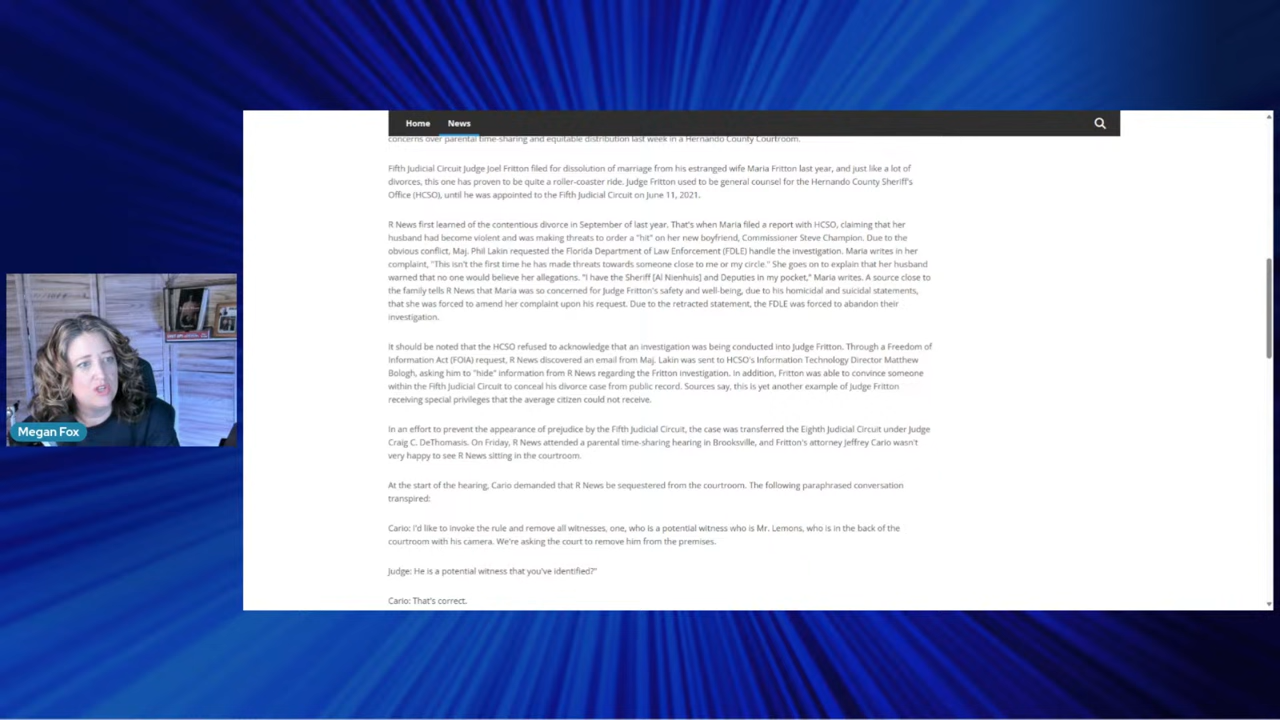 Home News
concerns over parental time-sharing and equitable distribution last week in a Hernando County Courtroom.
Fifth Judicial Circuit Judge Joel Fritton filed for dissolution of marriage from his estranged wife Maria Fritton last year, and just like a lot of
divorces, this one has proven to be quite a roller-coaster ride. Judge Fritton used to be general counsel for the Hernando County Sheriff's
Office (HCSO), until he was appointed to the Fifth Judicial Circuit on June 11, 2021.
R News first learned of the contentious divorce in September of last year. That's when Maria filed a report with HCSO, claiming that her
husband had become violent and was making threats to order a "hit" on her new boyfriend, Commissioner Steve Champion. Due to the
obvious conflict, Maj. Phil Lakin requested the Florida Department of Law Enforcement (FDLE) handle the investigation. Maria writes in her
complaint, "This isn't the first time he has made threats towards someone close to me or my circle." She goes on to explain that her husband
warned that no one would believe her allegations. "I have the Sheriff [Al Nienhuis] and Deputies in my pocket," Maria writes. A source close to
the family tells R News that Maria was so concerned for Judge Fritton's safety and well-being, due to his homicidal and suicidal statements,
that she was forced to amend her complaint upon his request. Due to the retracted statement, the FDLE was forced to abandon their
investigation.
It should be noted that the HCSO refused to acknowledge that an investigation was being conducted into Judge Fritton. Through a Freedom of
Information Act (FOIA) request, R News discovered an email from Maj. Lakin was sent to HCSO's Information Technology Director Matthew
Bologh, asking him to "hide" information from R News regarding the Fritton investigation. In addition, Fritton was able to convince someone
within the Fifth Judicial Circuit to conceal his divorce case from public record. Sources say, this is yet another example of Judge Fritton
receiving special privileges that the average citizen could not receive.
In an effort to prevent the appearance of prejudice by the Fifth Judicial Circuit, the case was transferred the Eighth Judicial Circuit under Judge
Craig C. DeThomasis. On Friday, R News attended a parental time-sharing hearing in Brooksville, and Fritton's attorney Jeffrey Cario wasn't
very happy to see R News sitting in the courtroom.
At the start of the hearing, Cario demanded that R News be sequestered from the courtroom. The following paraphrased conversation
transpired:
Cario: I'd like to invoke the rule and remove all witnesses, one, who is a potential witness who is Mr. Lemons, who is in the back of the
courtroom with his camera. We're asking the court to remove him from the premises.
Judge: He is a potential witness that you've identified?"
Cario: That's correct.
Megan Fox